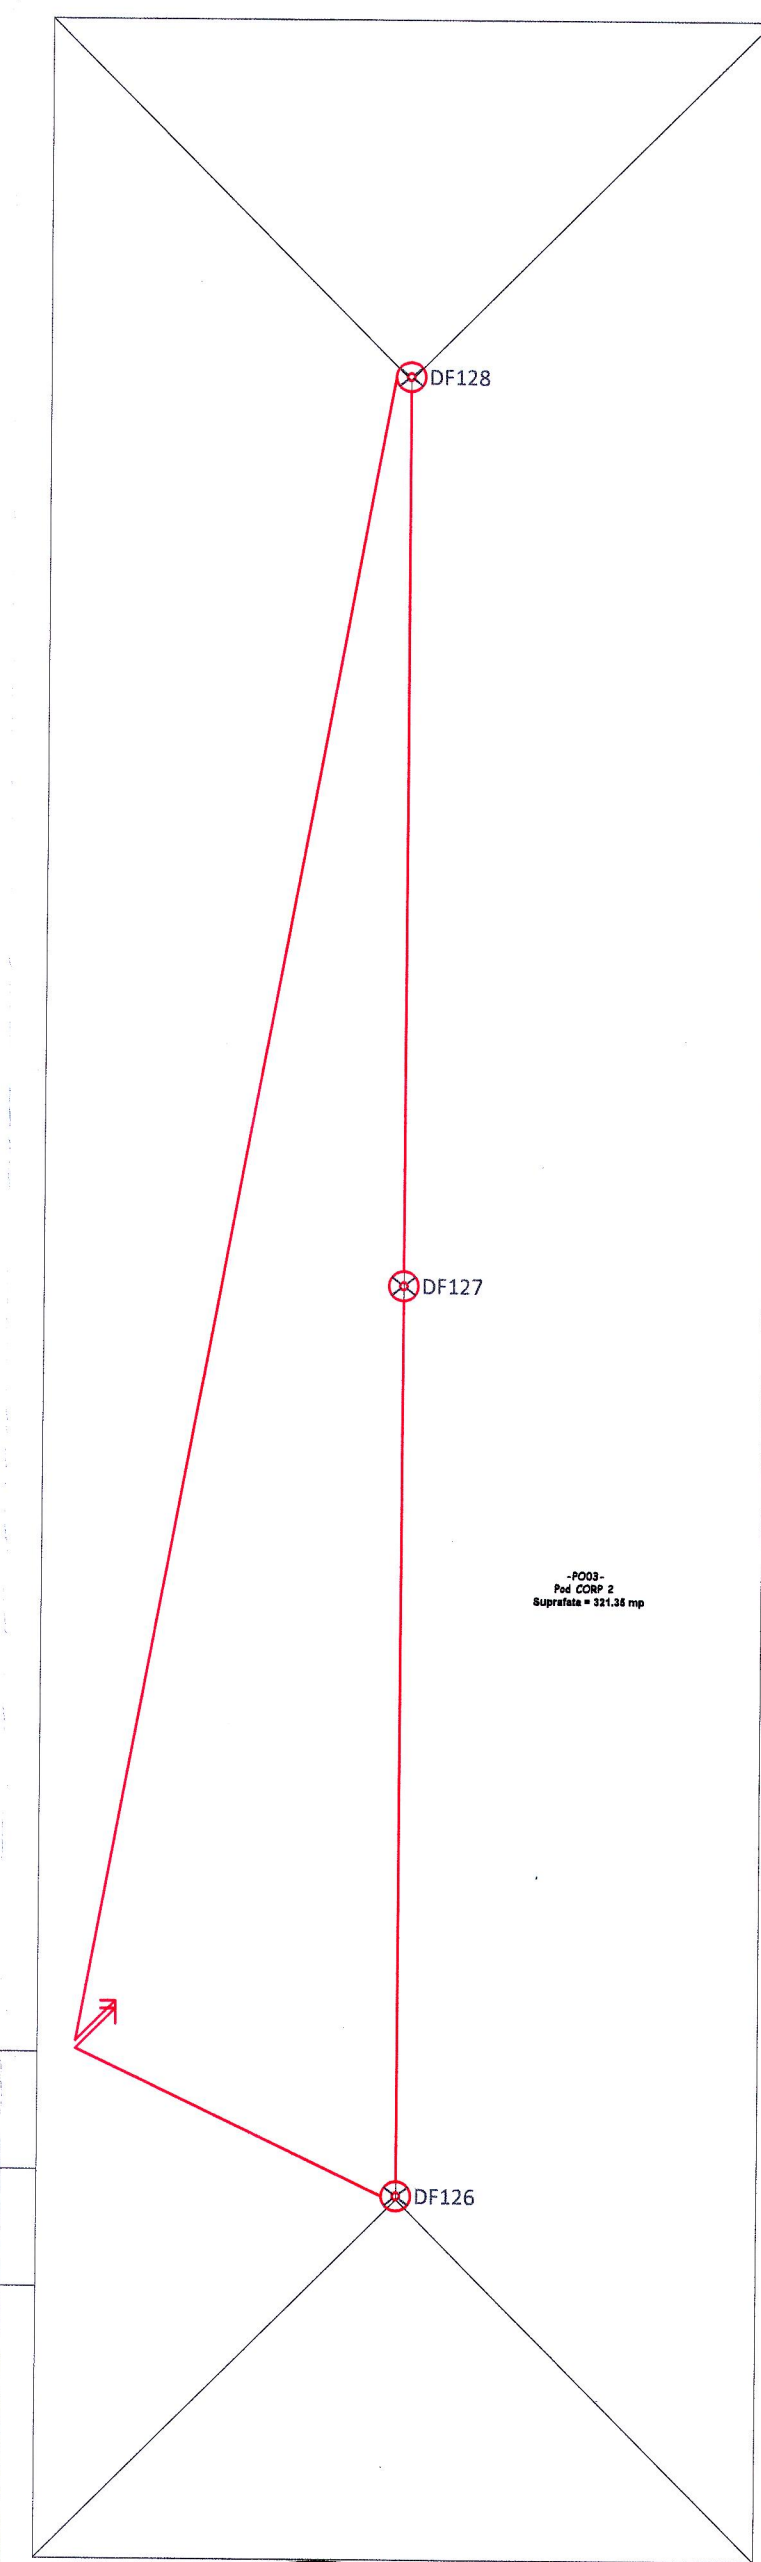 DF128
DF127
-PO03-
Pod CORP 2
Suprafata = 321.35 mp
DF126